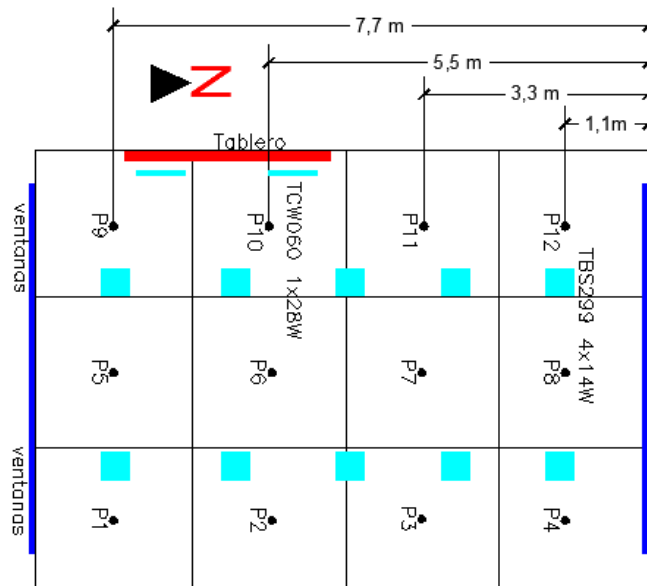 7,7 m
5,5 m
3,3 m
1,1m
N
Tablero
ventanas
P9
P10
P11
P12
TCW060 1x28W
TBS299 4x14W
P5
P6
P7
P8
ventanas
P1
P2
P3
P4